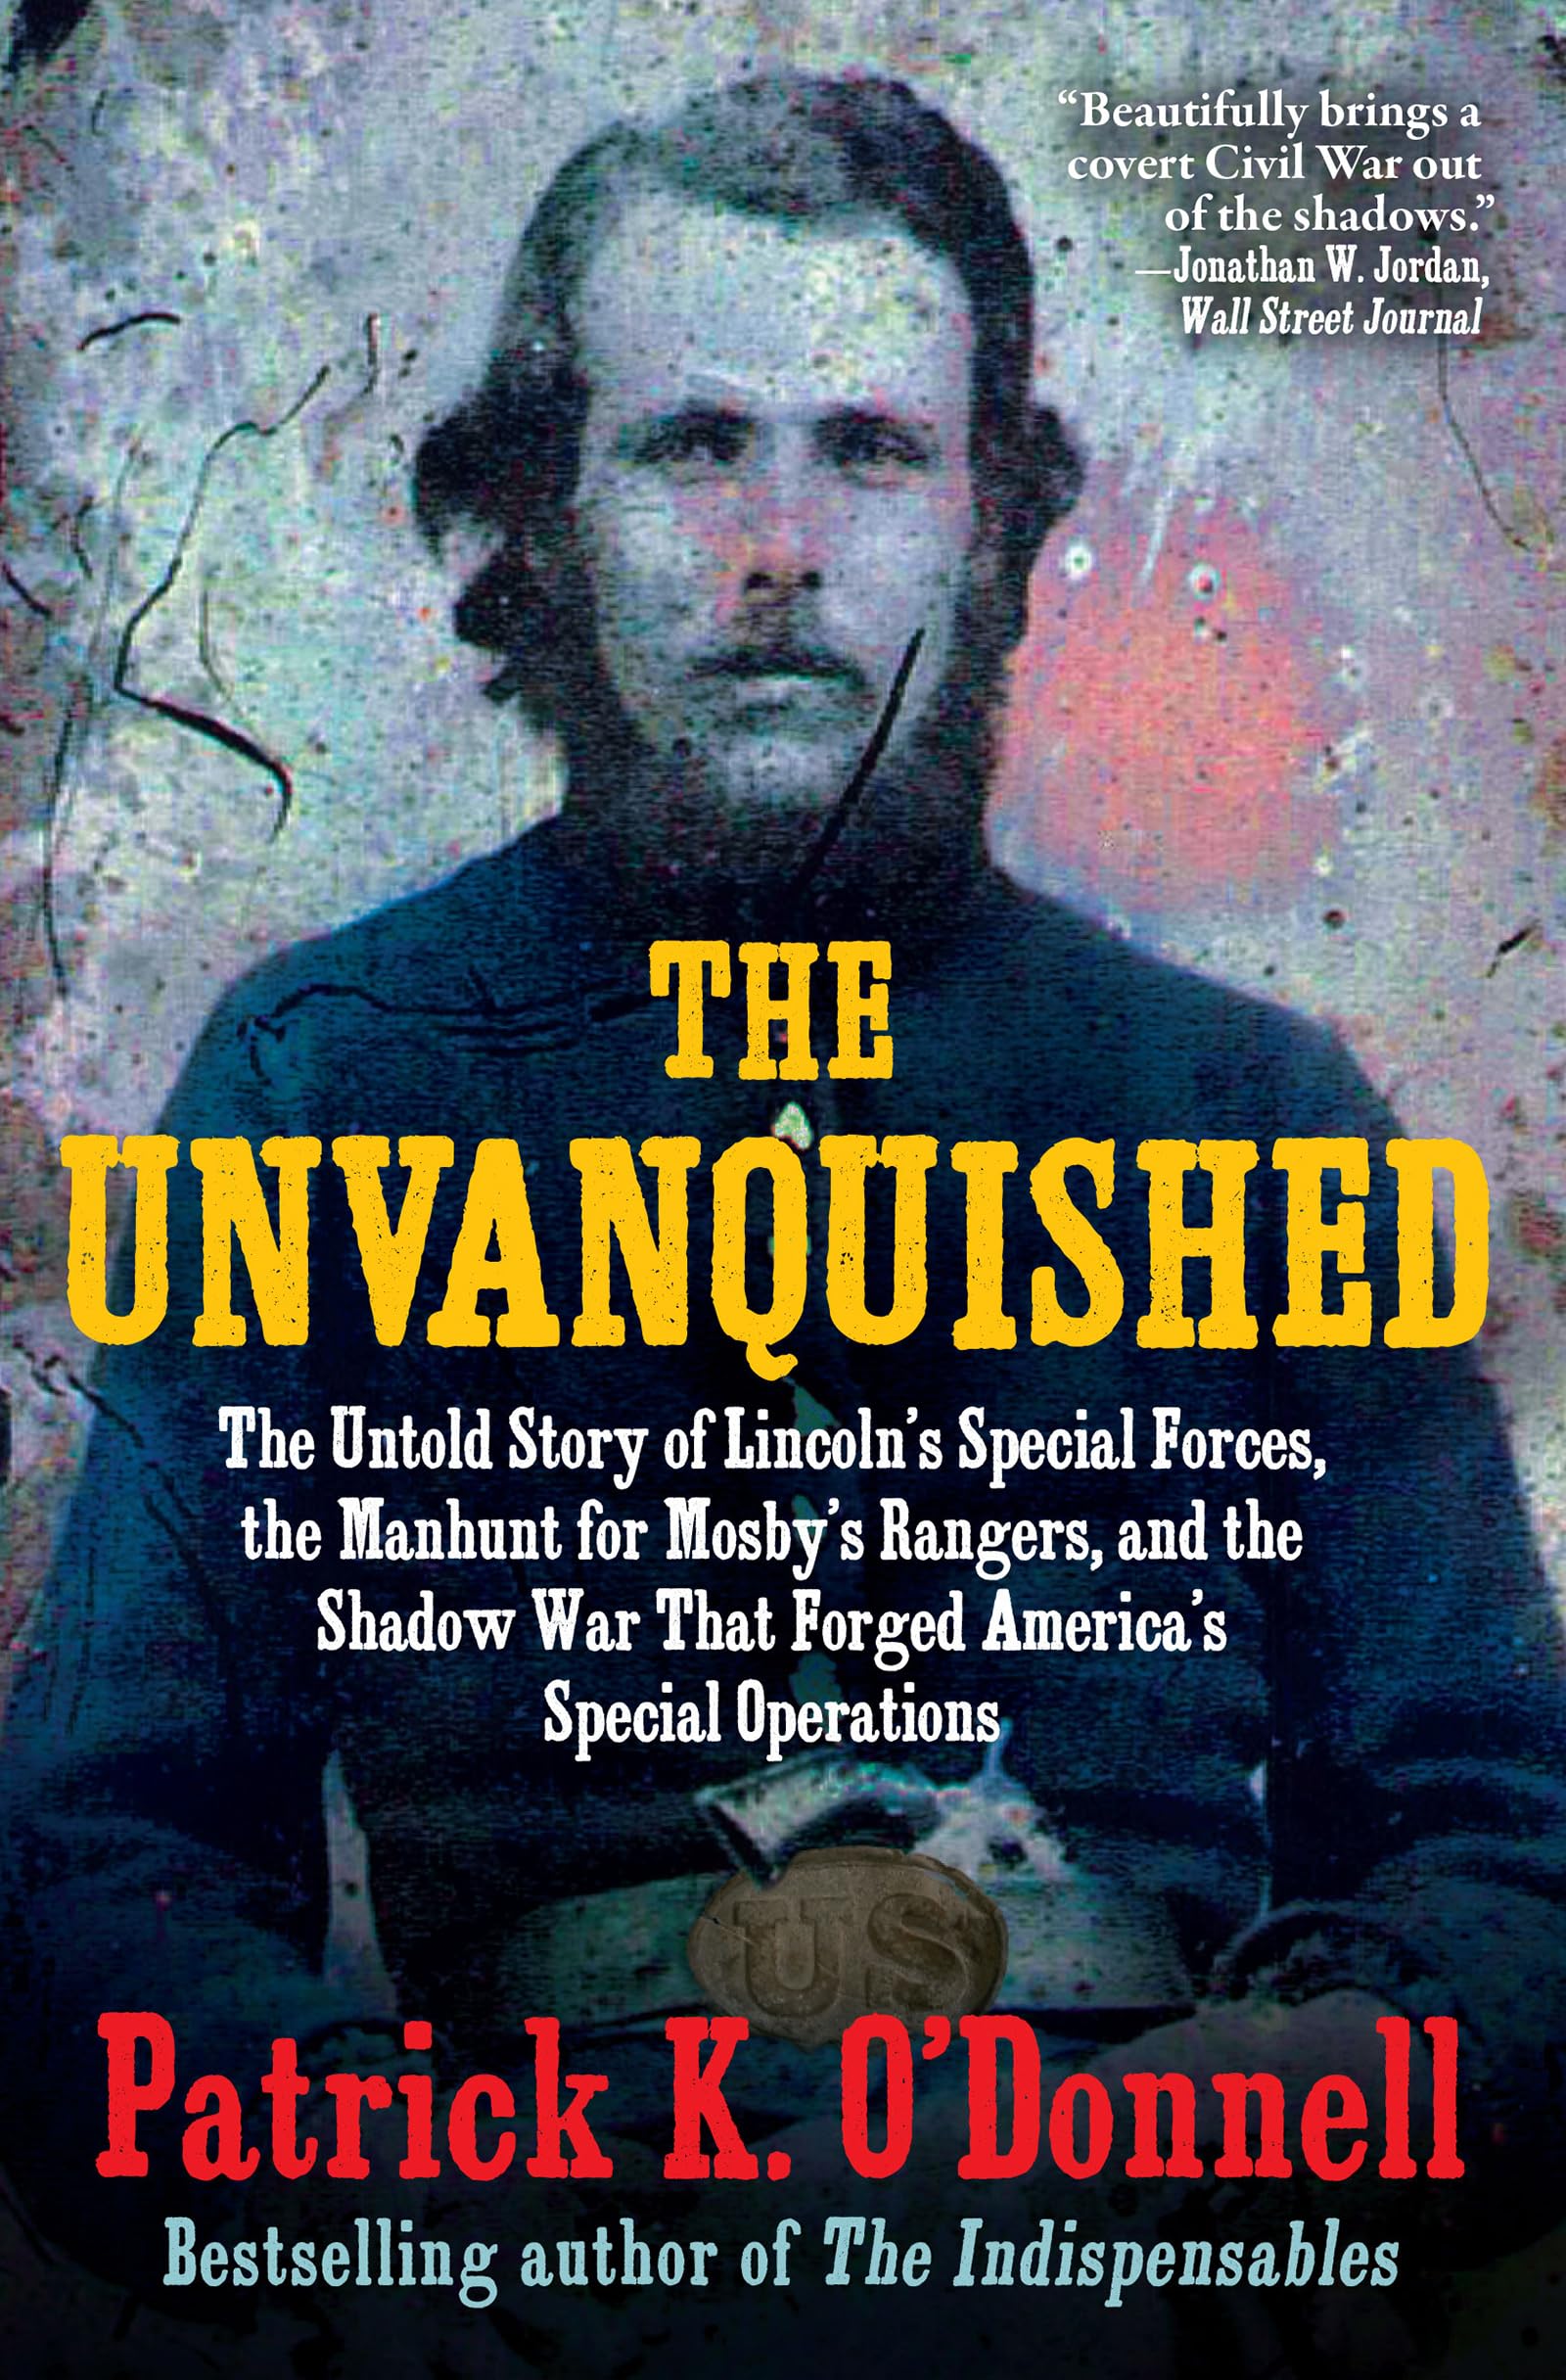 “Beautifully brings a
covert Civil War out
of the shadows.”
—Jonathan W. Jordan,
Wall Street Journal
THE
UNVANQUISHED
The Untold Story of Lincoln’s Special Forces,
the Manhunt for Mosby’s Rangers, and the
Shadow War That Forged America’s
Special Operations
US
Patrick K. O’Donnell
Bestselling author of The Indispensables